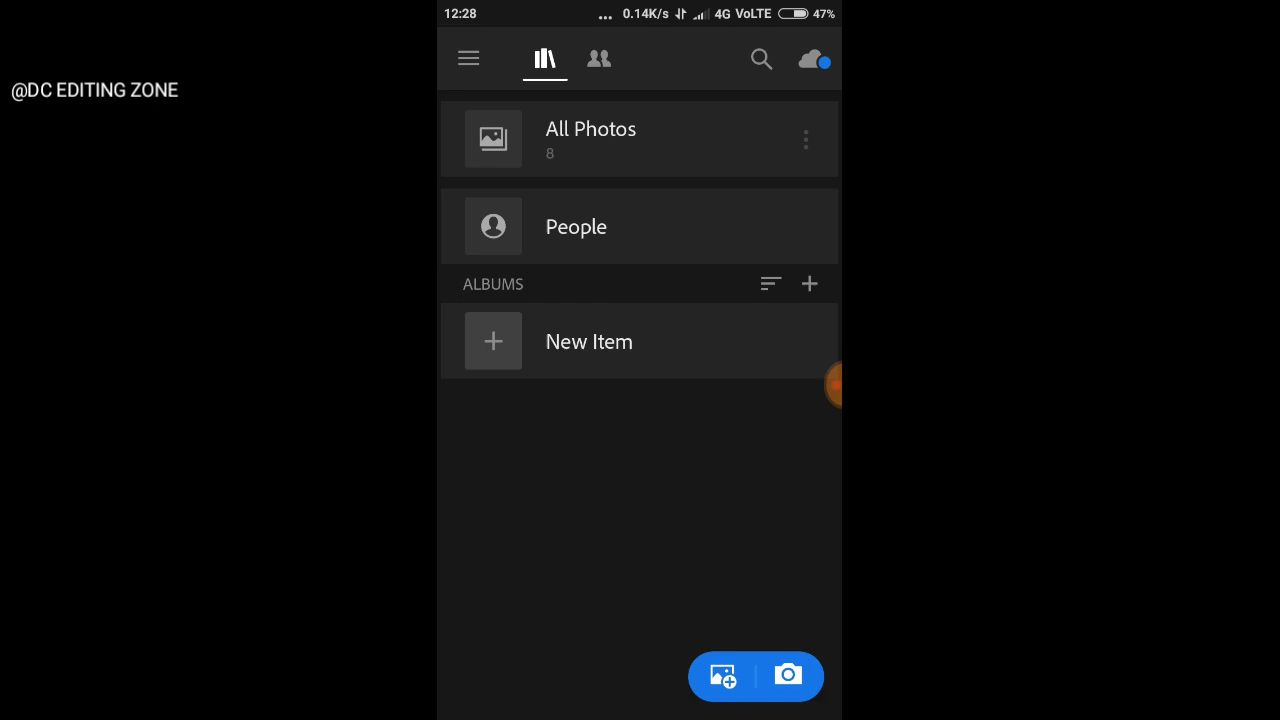 12:28 ... 0.14K/s 4G VoLTE 47%
@DC EDITING ZONE
All Photos
8
People
ALBUMS
New Item